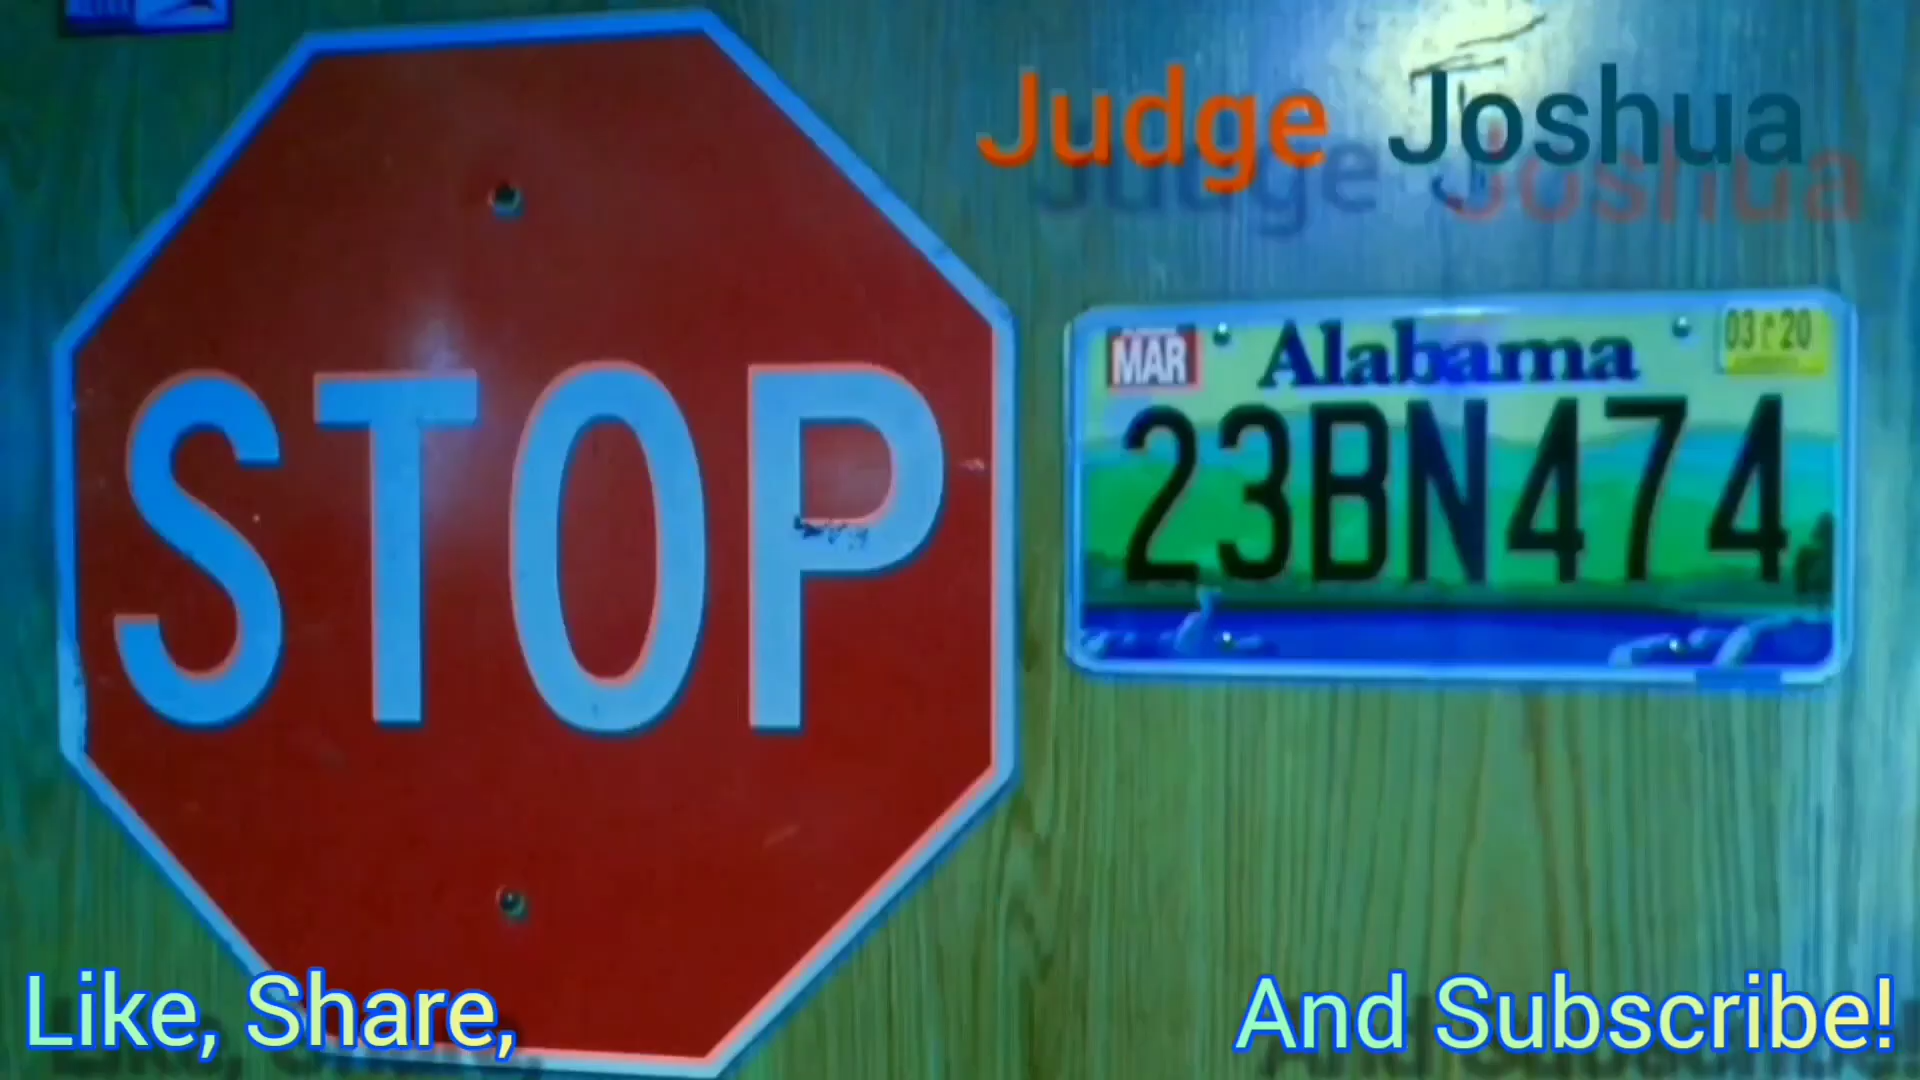 Judge Joshua
STOP
MAR
Alabama
03 20
23BN474
Like, Share,
And Subscribe!